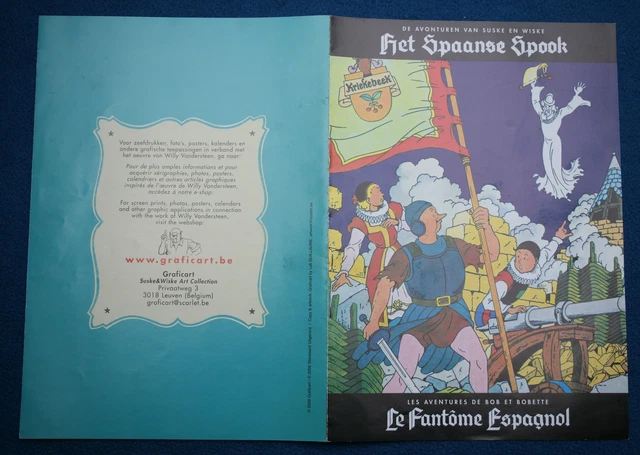 Voor zeefdrukken, foto's, posters, kalenders en
andere grafische toepassingen in verband met
het oeuvre van Willy Vandersteen, ga naar:
Pour de plus amples informations et pour
acquérir sérigraphies, photos, posters,
calendriers et autres articles graphiques
inspirés de l'œuvre de Willy Vandersteen,
accédez à notre e-shop:
For screen prints, photos, posters, calenders
and other graphic applications in connection
with the work of Willy Vandersteen,
visit the webshop:
www.graficart.be
Graficart
Suske&Wiske Art Collection
Privaatweg 3
3018 Leuven (Belgium)
graficart@scarlet.be
DE AVONTUREN VAN SUSKE EN WISKE
Het Spaanse Spook
Kriekebeek
LES AVENTURES DE BOB ET BOBETTE
Le Fantôme Espagnol